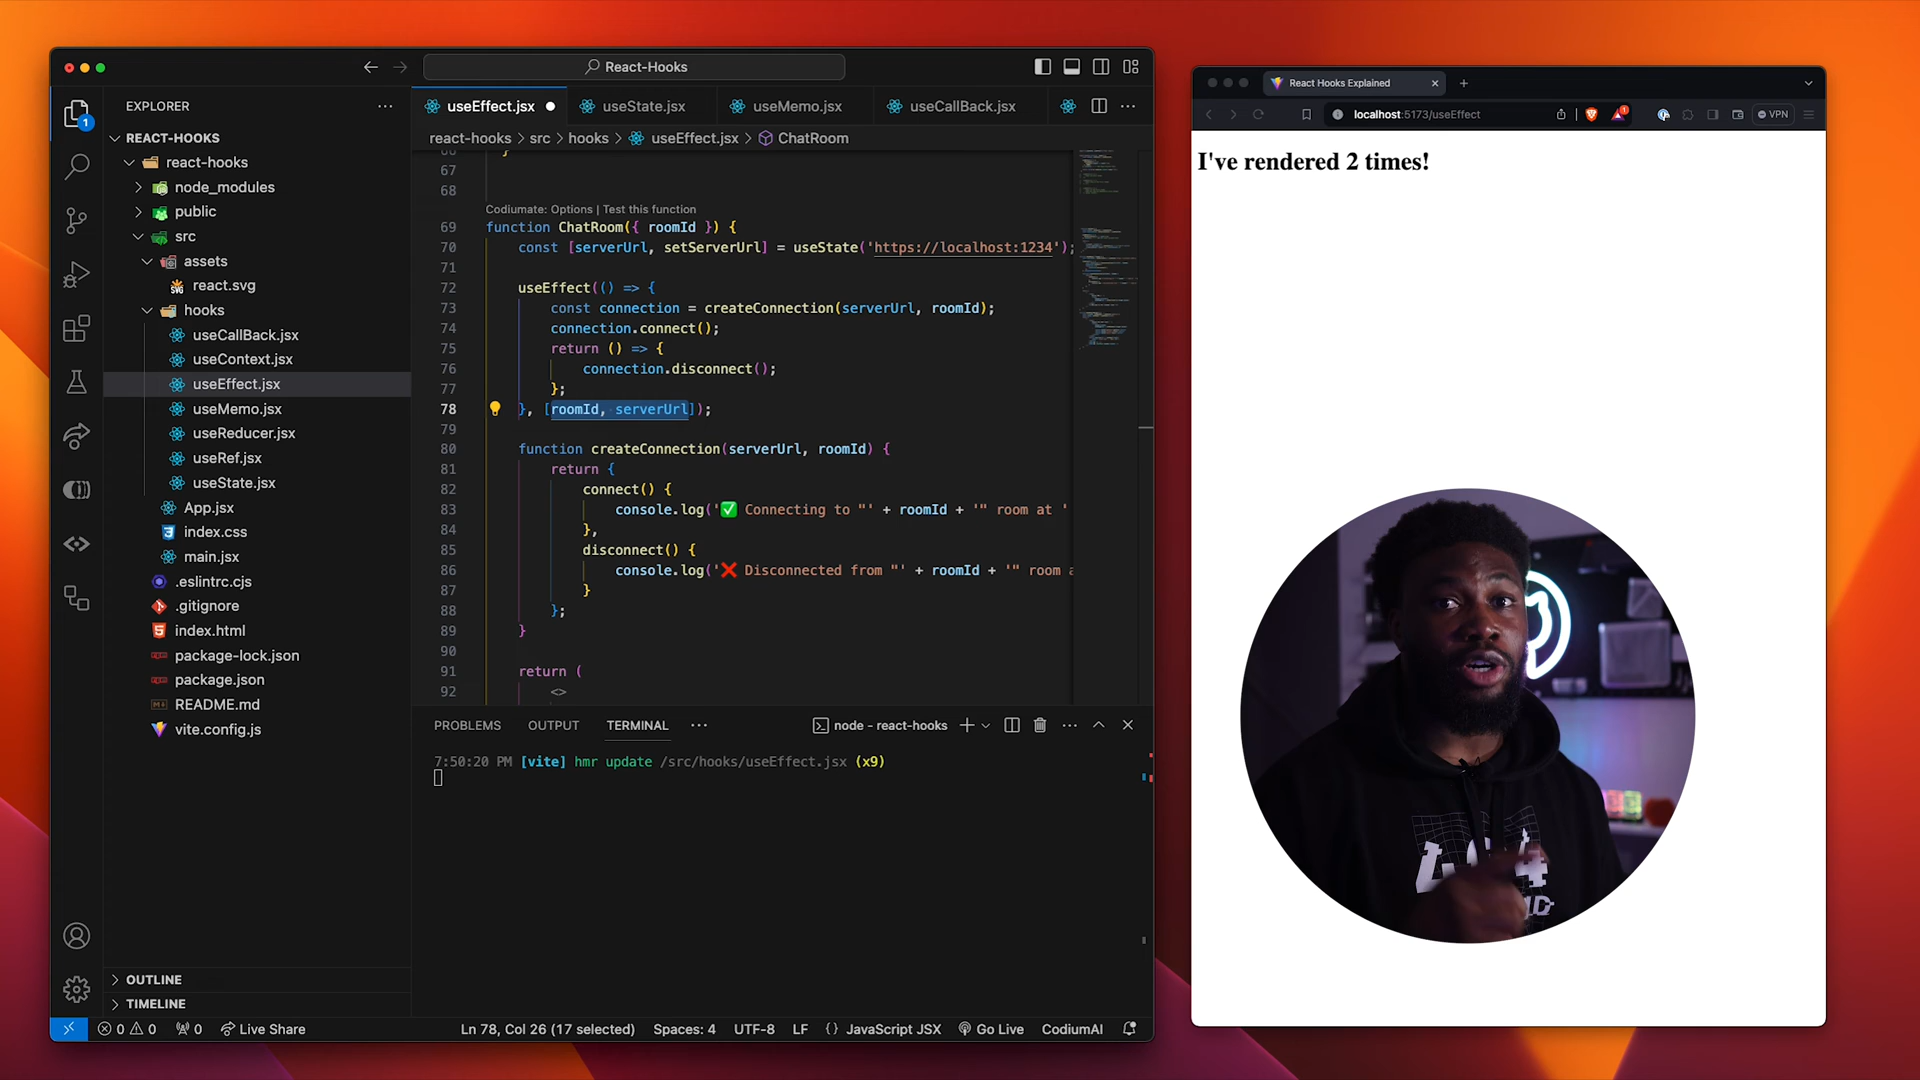 React-Hooks
EXPLORER
REACT-HOOKS
react-hooks
node_modules
public
src
assets
react.svg
hooks
useCallBack.jsx
useContext.jsx
useEffect.jsx
useMemo.jsx
useReducer.jsx
useRef.jsx
useState.jsx
App.jsx
index.css
main.jsx
.eslintrc.cjs
.gitignore
index.html
package-lock.json
package.json
README.md
vite.config.js
OUTLINE
TIMELINE
1
useEffect.jsx
useState.jsx
useMemo.jsx
useCallBack.jsx
react-hooks > src > hooks > useEffect.jsx > ChatRoom
67
68
Codiumate: Options | Test this function
69 function ChatRoom({ roomId }) {
70 const [serverUrl, setServerUrl] = useState('https://localhost:1234');
71
72 useEffect(() => {
73 const connection = createConnection(serverUrl, roomId);
74 connection.connect();
75 return () => {
76 connection.disconnect();
77 };
78 }, [roomId, serverUrl]);
79
80 function createConnection(serverUrl, roomId) {
81 return {
82 connect() {
83 console.log('✅ Connecting to "' + roomId + '" room at '
84 },
85 disconnect() {
86 console.log('❌ Disconnected from "' + roomId + '" room a
87 }
88 };
89 }
90
91 return (
92 <>
PROBLEMS OUTPUT TERMINAL
node - react-hooks
7:50:20 PM [vite] hmr update /src/hooks/useEffect.jsx (x9)
0 0 0 Live Share
Ln 78, Col 26 (17 selected) Spaces: 4 UTF-8 LF {} JavaScript JSX Go Live CodiumAI
React Hooks Explained
localhost:5173/useEffect
1
VPN
I've rendered 2 times!